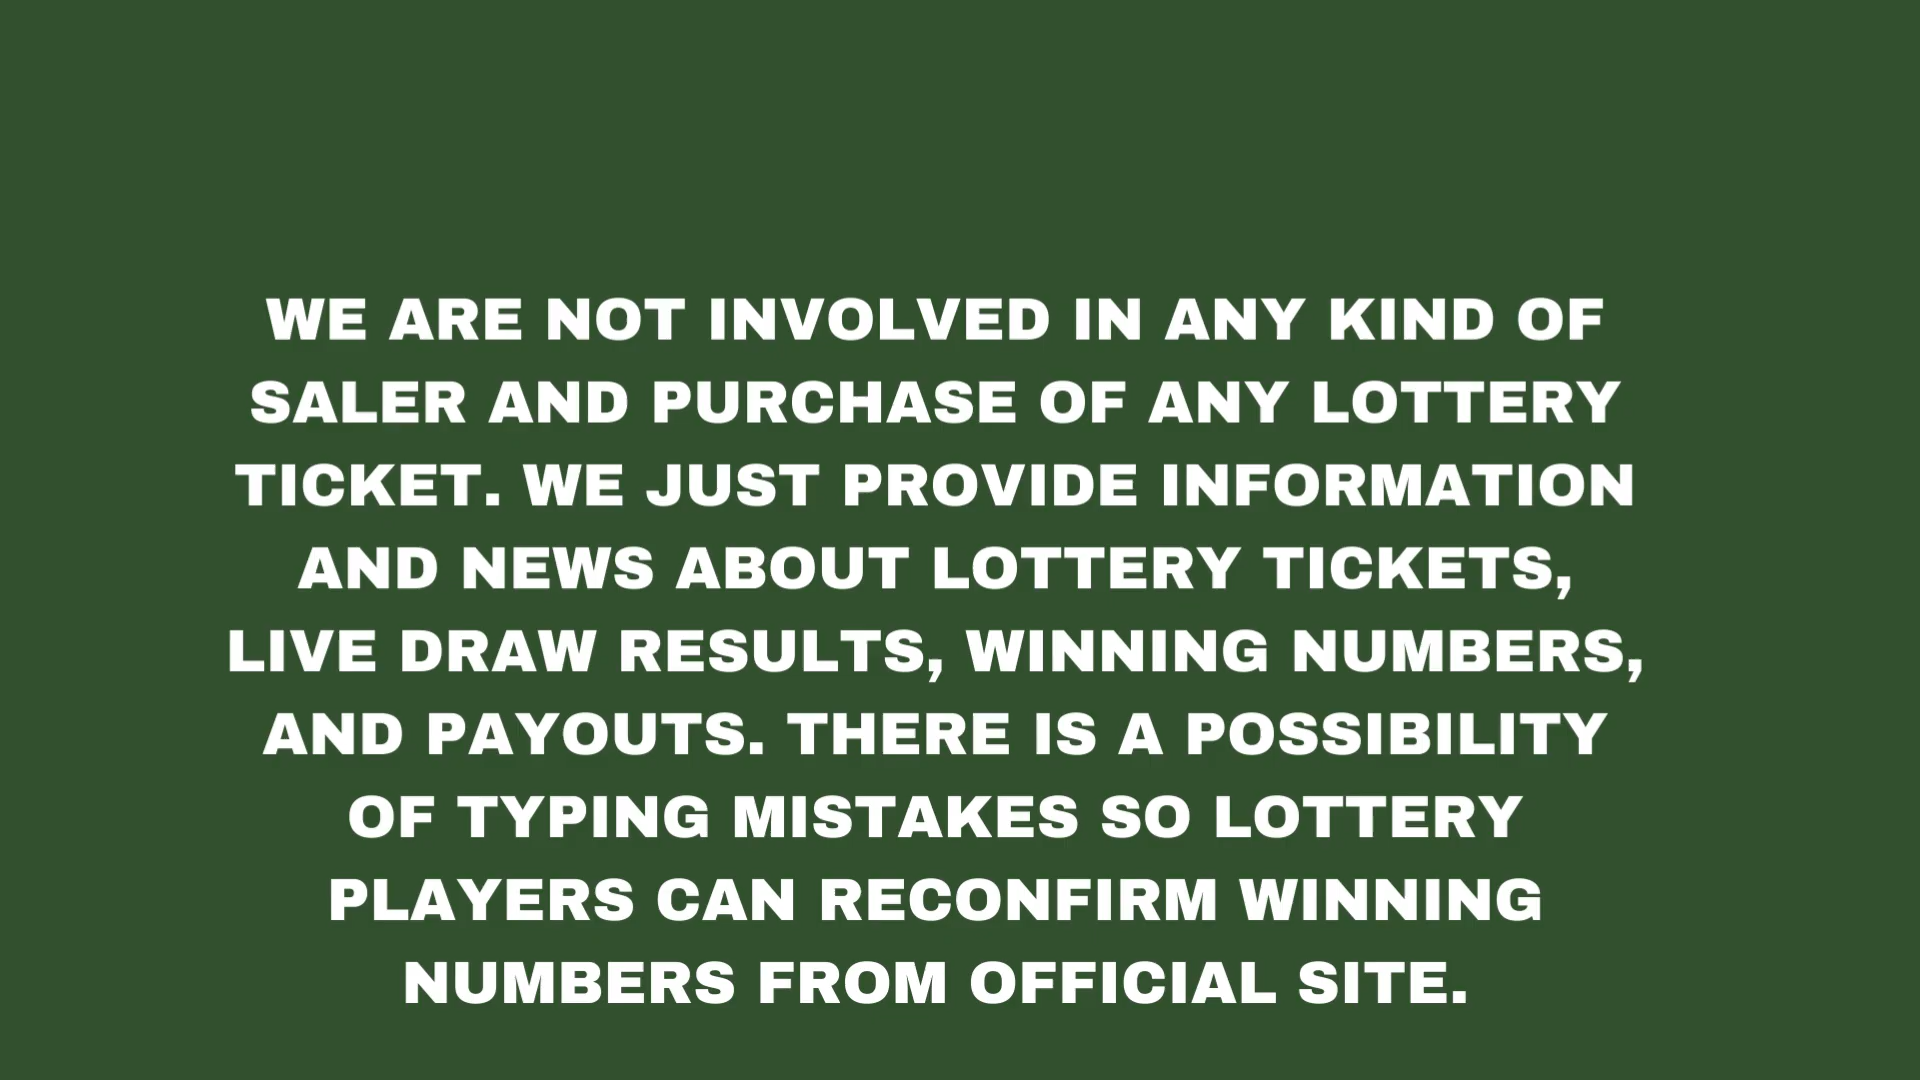 WE ARE NOT INVOLVED IN ANY KIND OF
SALER AND PURCHASE OF ANY LOTTERY
TICKET. WE JUST PROVIDE INFORMATION
AND NEWS ABOUT LOTTERY TICKETS,
LIVE DRAW RESULTS, WINNING NUMBERS,
AND PAYOUTS. THERE IS A POSSIBILITY
OF TYPING MISTAKES SO LOTTERY
PLAYERS CAN RECONFIRM WINNING
NUMBERS FROM OFFICIAL SITE.